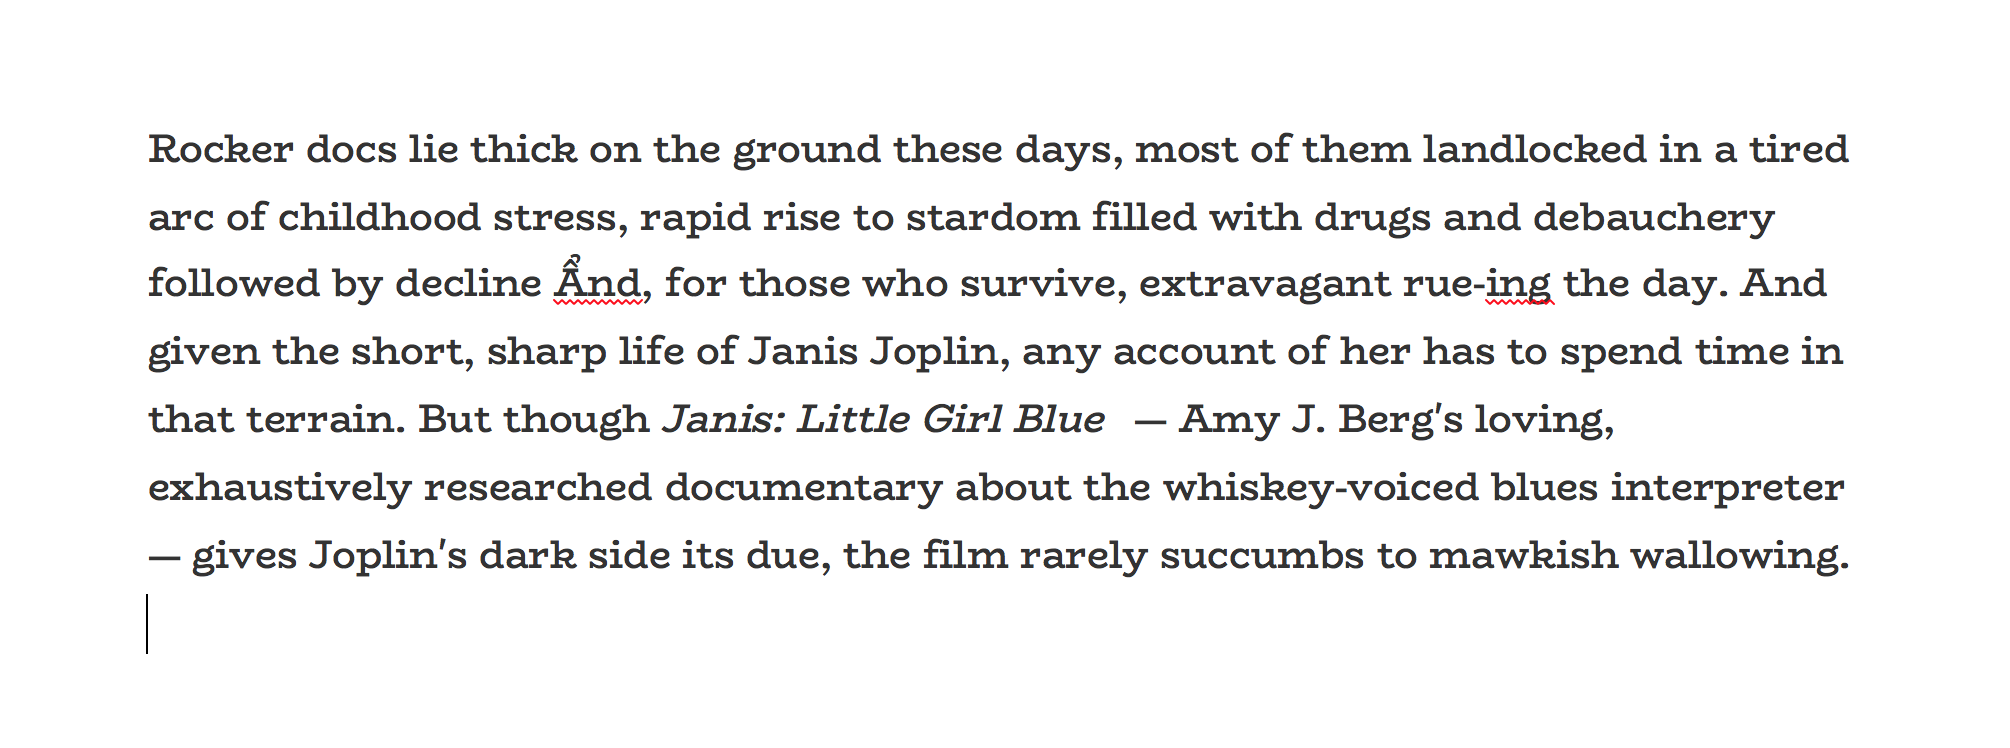 Rocker docs lie thick on the ground these days, most of them landlocked in a tired
arc of childhood stress, rapid rise to stardom filled with drugs and debauchery
followed by decline Ẩnd, for those who survive, extravagant rue-ing the day. And
given the short, sharp life of Janis Joplin, any account of her has to spend time in
that terrain. But though Janis: Little Girl Blue — Amy J. Berg's loving,
exhaustively researched documentary about the whiskey-voiced blues interpreter
— gives Joplin's dark side its due, the film rarely succumbs to mawkish wallowing.